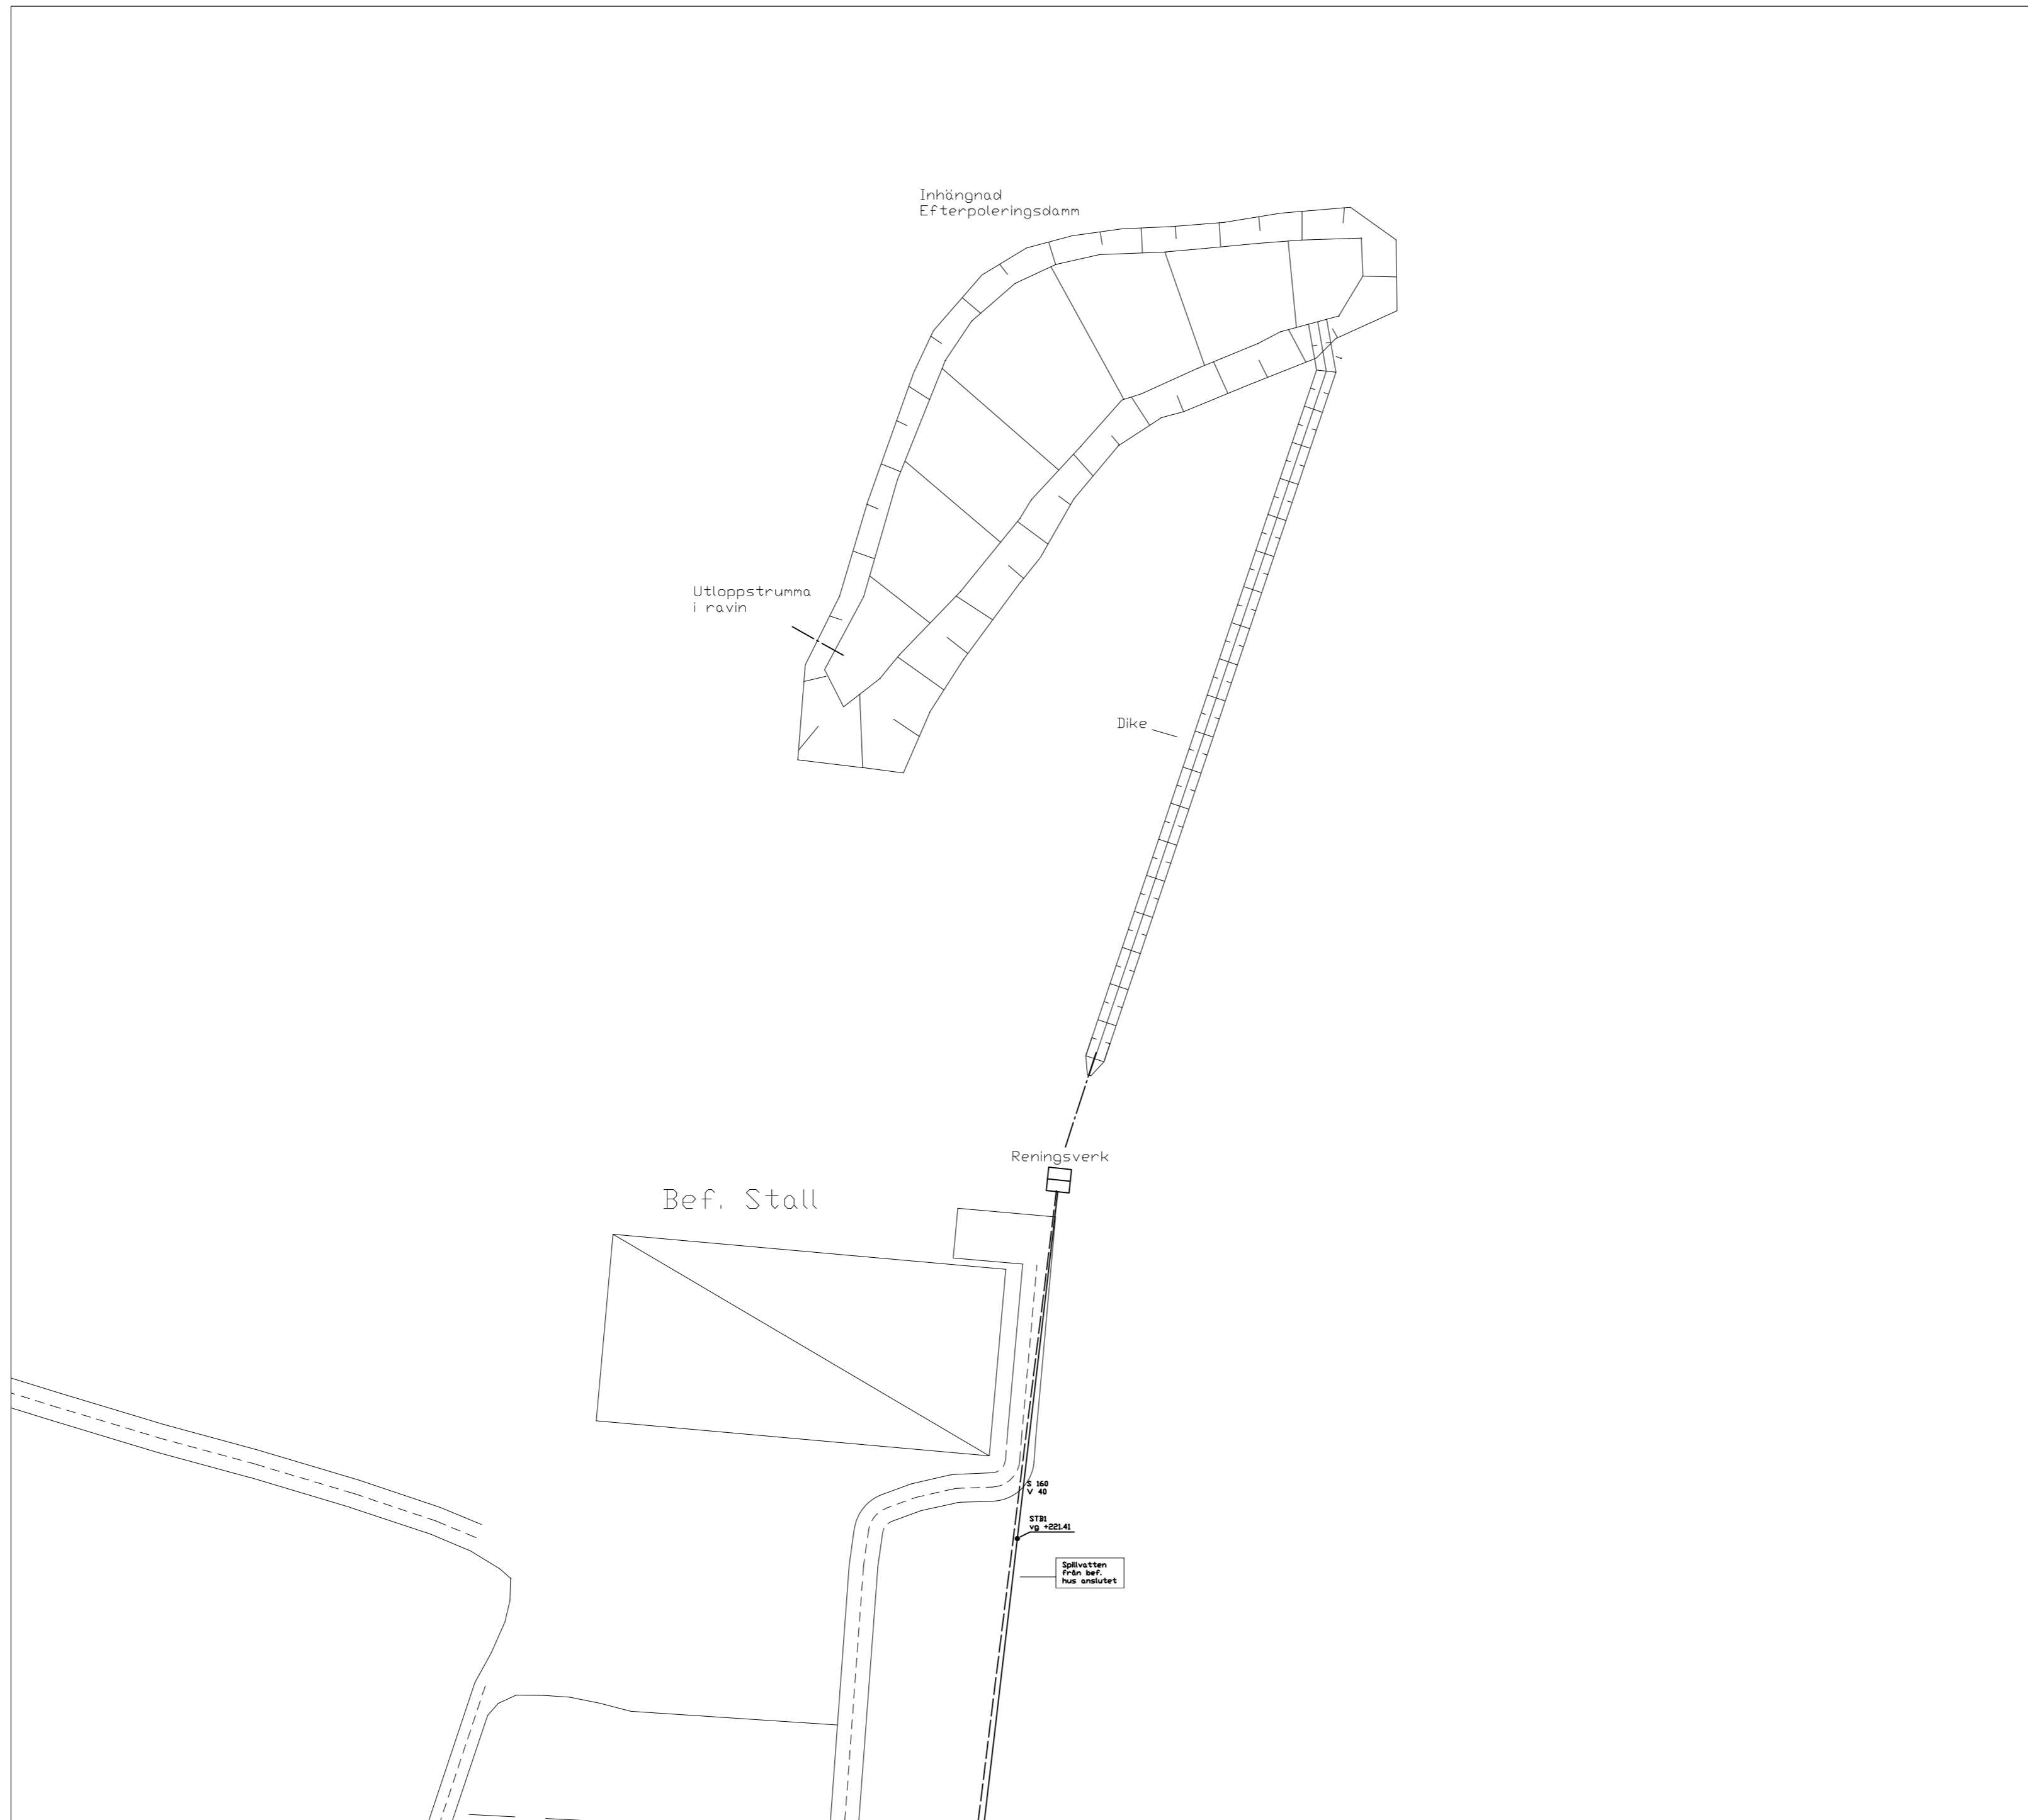 Inhängnad
Efterpoleringsdamm
Utloppstrumma
i ravin
Dike
Reningsverk
Bef. Stall
S 160
V 40
STB1
vg +221.41
Spillvatten
från bef.
hus anslutet